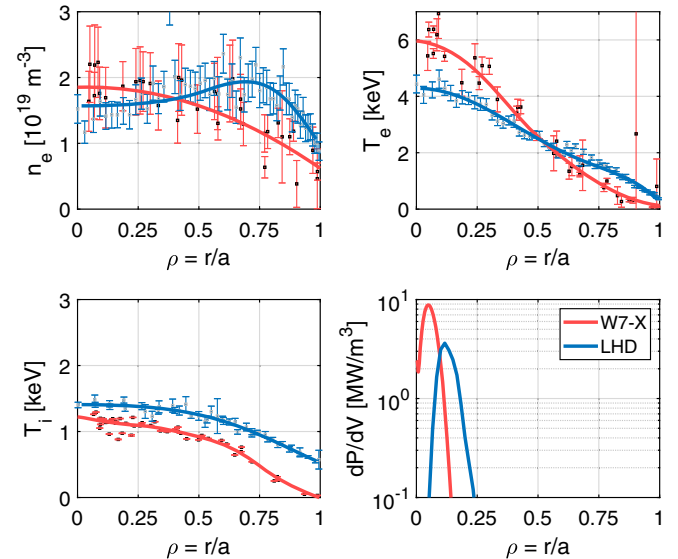 3
2
1
0
n_e [10^19 m^-3]
0 0.25 0.5 0.75 1
ρ = r/a
6
4
2
0
T_e [keV]
0 0.25 0.5 0.75 1
ρ = r/a
3
2
1
0
T_i [keV]
0 0.25 0.5 0.75 1
ρ = r/a
10^1
10^0
10^-1
dP/dV [MW/m^3]
W7-X
LHD
0 0.25 0.5 0.75 1
ρ = r/a